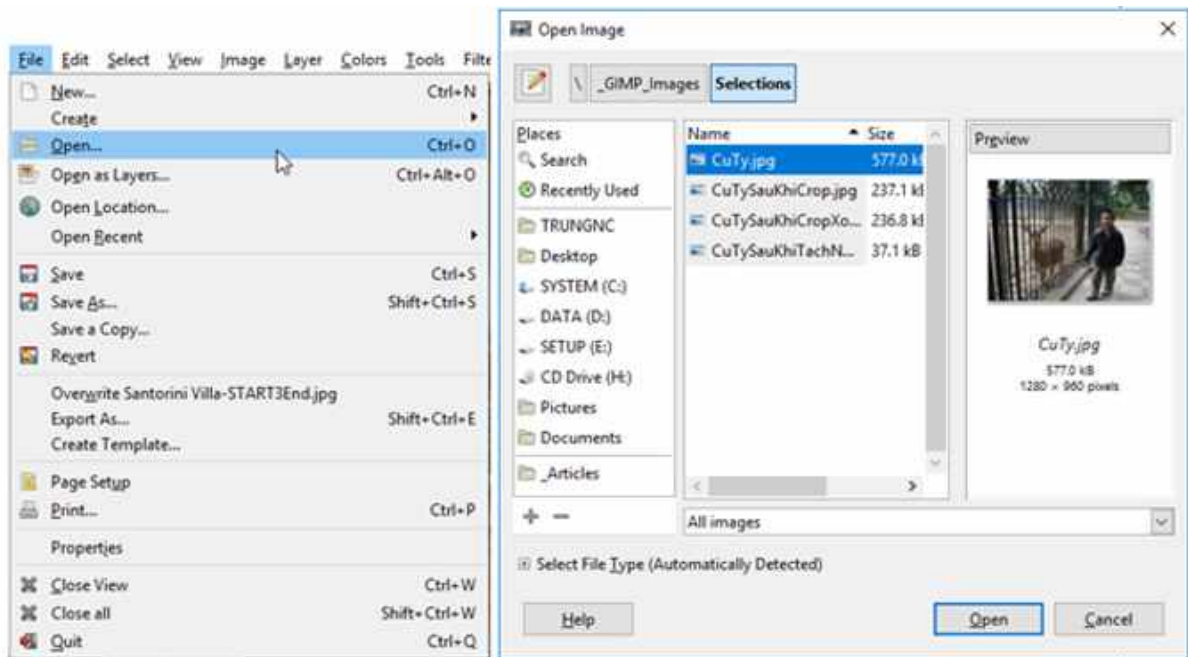 File Edit Select View Image Layer Colors Tools Filte
New... Ctrl+N
Create
Open... Ctrl+O
Open as Layers... Ctrl+Alt+O
Open Location...
Open Recent
Save Ctrl+S
Save As... Shift+Ctrl+S
Save a Copy...
Revert
Overwrite Santorini Villa-START3End.jpg
Export As... Shift+Ctrl+E
Create Template...
Page Setup
Print... Ctrl+P
Properties
Close View Ctrl+W
Close all Shift+Ctrl+W
Quit Ctrl+Q
Open Image
\ _GIMP_Images Selections
Places
Search
Recently Used
TRUNGNC
Desktop
SYSTEM (C:)
DATA (D:)
SETUP (E:)
CD Drive (H:)
Pictures
Documents
_Articles
Name Size
CuTy.jpg 577.0 k
CuTySauKhiCrop.jpg 237.1 k
CuTySauKhiCropXo... 236.8 k
CuTySauKhiTachN... 37.1 kB
Preview
CuTy.jpg
577.0 kB
1280 × 960 pixels
All images
Select File Type (Automatically Detected)
Help Open Cancel